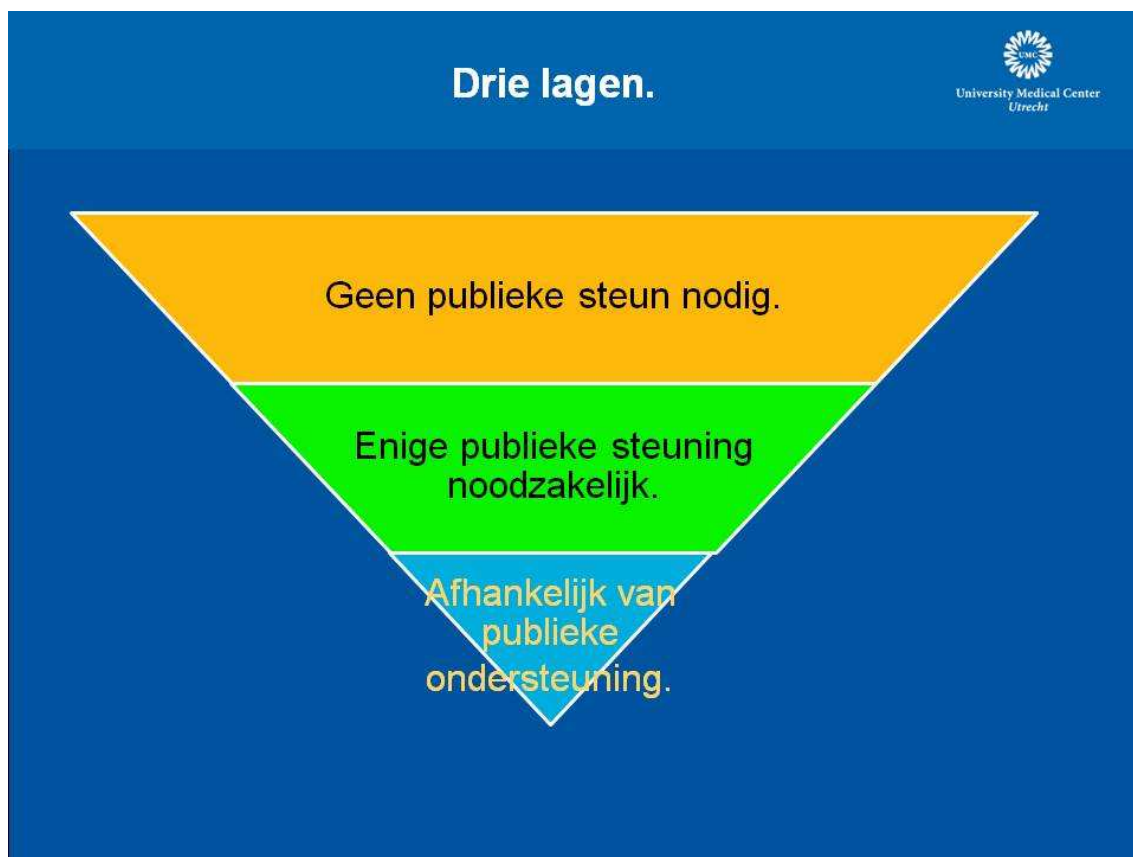 Drie lagen.
UMC
University Medical Center
Utrecht
Geen publieke steun nodig.
Enige publieke steuning
noodzakelijk.
Afhankelijk van
publieke
ondersteuning.